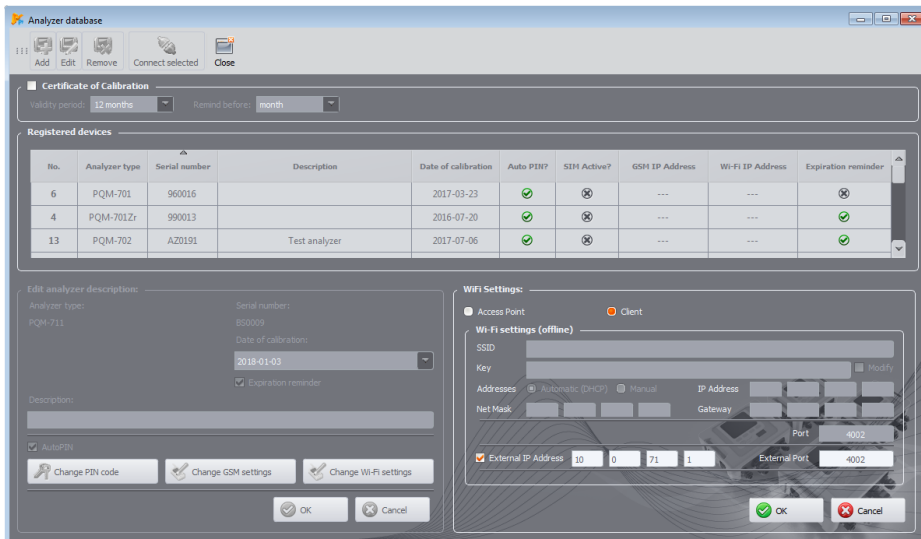 Analyzer database
Add Edit Remove Connect selected Close
Certificate of Calibration
Validity period: 12 months Remind before: month
Registered devices
No. Analyzer type Serial number Description Date of calibration Auto PIN? SIM Active? GSM IP Address Wi-Fi IP Address Expiration reminder
6 PQM-701 960016 2017-03-23 --- ---
4 PQM-701Zr 990013 2016-07-20 --- ---
13 PQM-702 AZ0191 Test analyzer 2017-07-06 --- ---
Edit analyzer description:
Analyzer type: Serial number:
PQM-711 BS0009
Date of calibration:
2018-01-03
Expiration reminder
Description:
AutoPIN
Change PIN code Change GSM settings Change Wi-Fi settings
OK Cancel
WiFi Settings:
Access Point Client
Wi-Fi settings (offline)
SSID
Key Modify
Addresses Automatic (DHCP) Manual IP Address
Net Mask Gateway
Port 4002
External IP Address 10 0 71 1 External Port 4002
OK Cancel